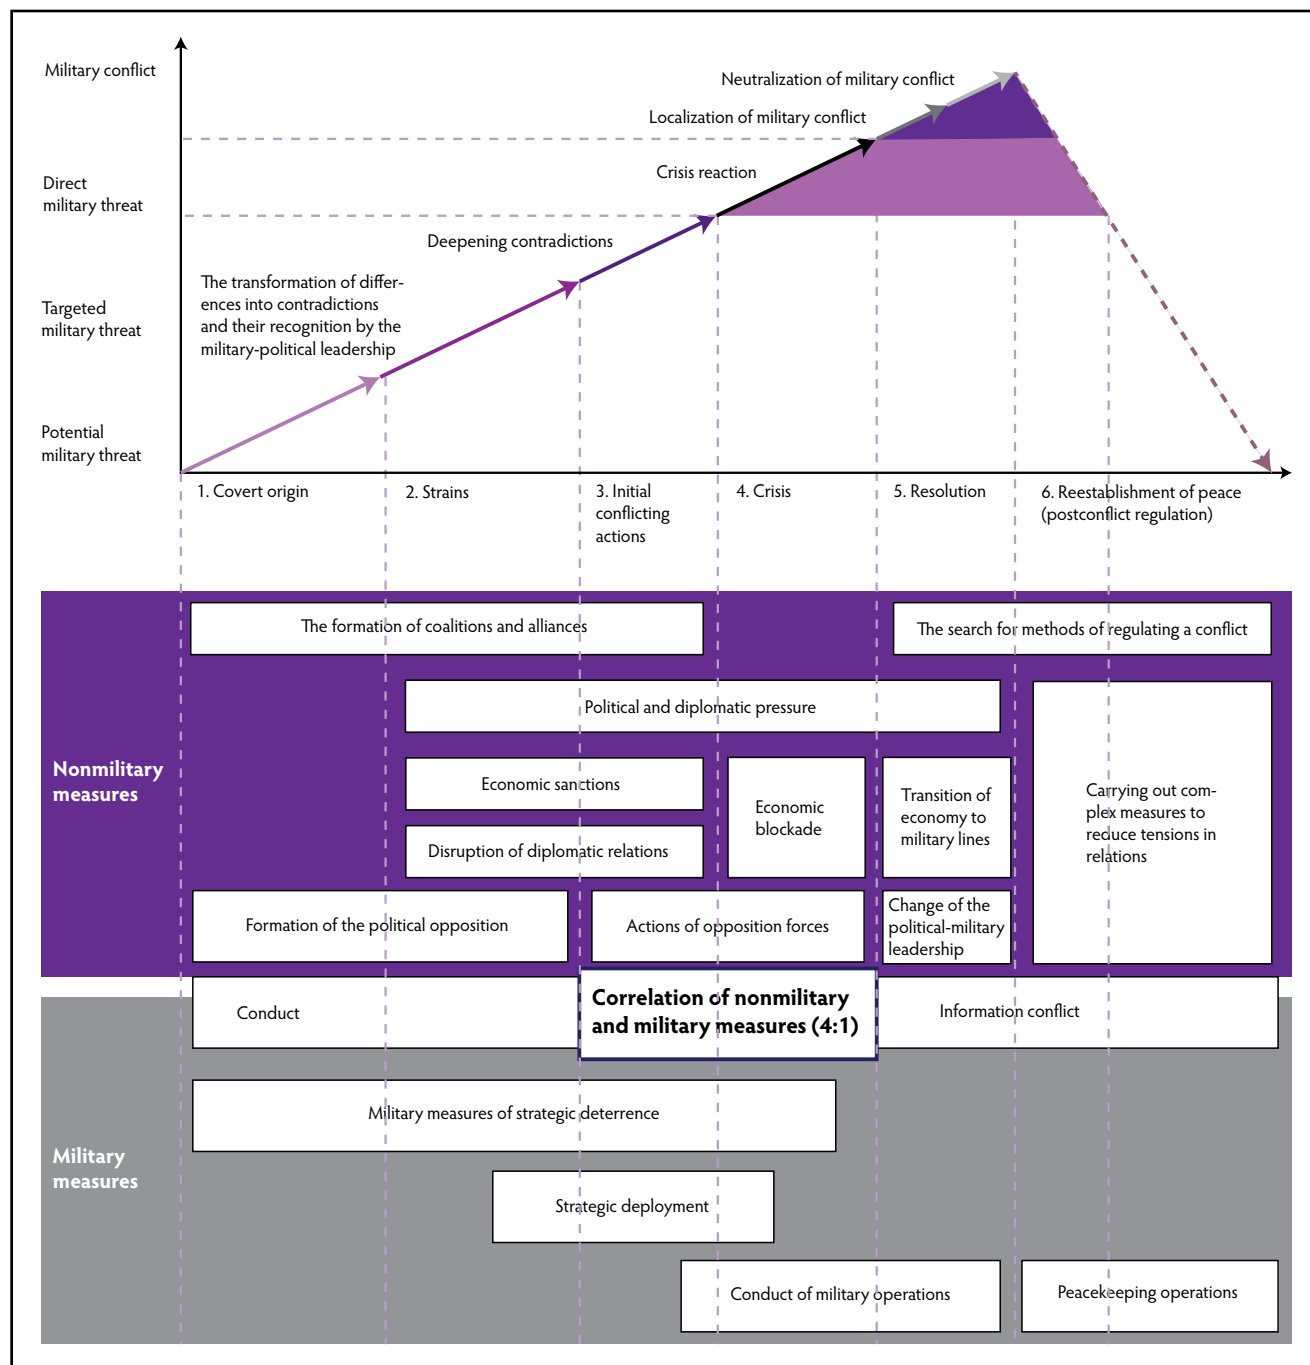 Military conflict
Neutralization of military conflict
Localization of military conflict
Crisis reaction
Direct
military threat
Deepening contradictions
The transformation of differ-
ences into contradictions
and their recognition by the
military-political leadership
Targeted
military threat
Potential
military threat
1. Covert origin
2. Strains
3. Initial
conflicting
actions
4. Crisis
5. Resolution
6. Reestablishment of peace
(postconflict regulation)
The formation of coalitions and alliances
The search for methods of regulating a conflict
Political and diplomatic pressure
Nonmilitary
measures
Economic sanctions
Disruption of diplomatic relations
Economic
blockade
Transition of
economy to
military lines
Carrying out com-
plex measures to
reduce tensions in
relations
Formation of the political opposition
Actions of opposition forces
Change of the
political-military
leadership
Conduct
Correlation of nonmilitary
and military measures (4:1)
Information conflict
Military measures of strategic deterrence
Military
measures
Strategic deployment
Conduct of military operations
Peacekeeping operations